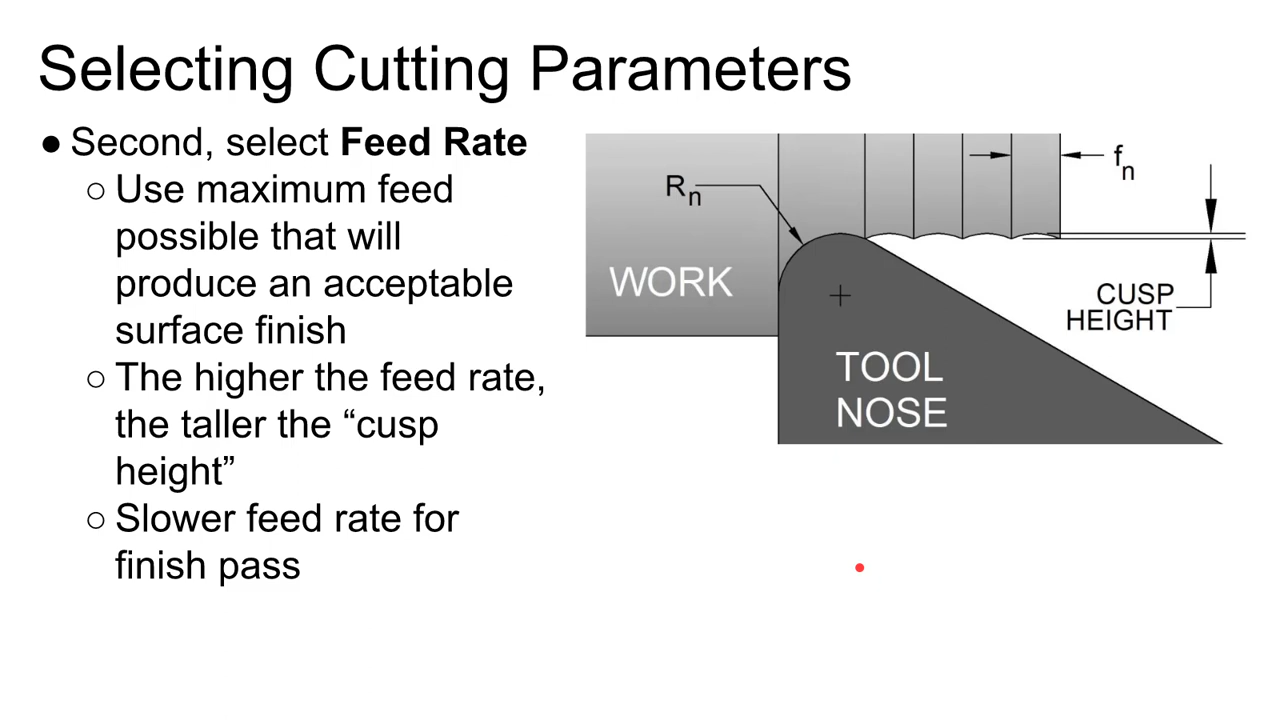 Selecting Cutting Parameters
● Second, select Feed Rate
○ Use maximum feed
possible that will
produce an acceptable
surface finish
○ The higher the feed rate,
the taller the “cusp
height”
○ Slower feed rate for
finish pass
Rn
fn
WORK
CUSP
HEIGHT
TOOL
NOSE